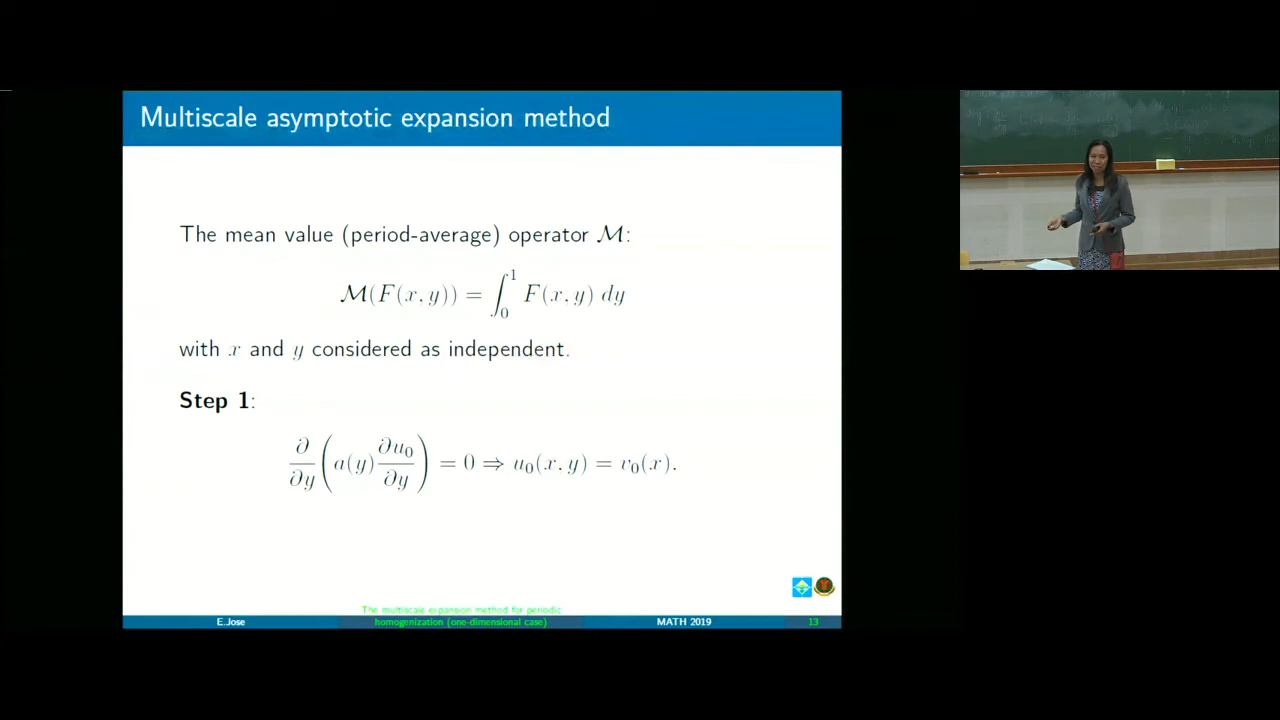 Multiscale asymptotic expansion method
The mean value (period-average) operator ℳ:
ℳ(F(x, y)) = ∫₀¹ F(x, y) dy
with x and y considered as independent.
Step 1:
∂/∂y (a(y) ∂u₀/∂y) = 0 ⇒ u₀(x, y) = v₀(x).
The multiscale expansion method for periodic
E.Jose homogenization (one-dimensional case) MATH 2019 13